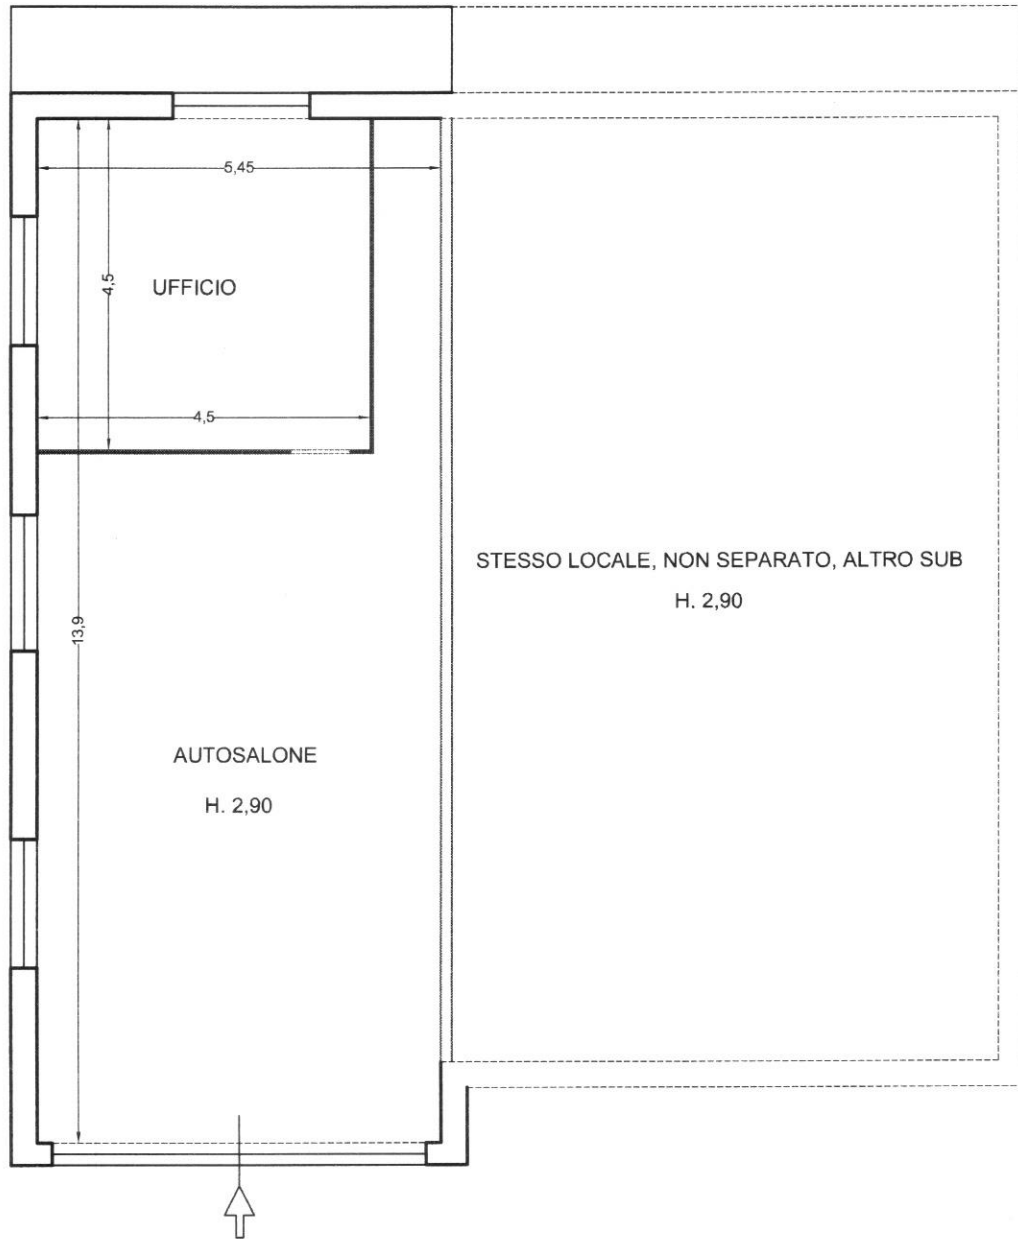 5,45
4,5
UFFICIO
4,5
STESSO LOCALE, NON SEPARATO, ALTRO SUB
H. 2,90
13,9
AUTOSALONE
H. 2,90